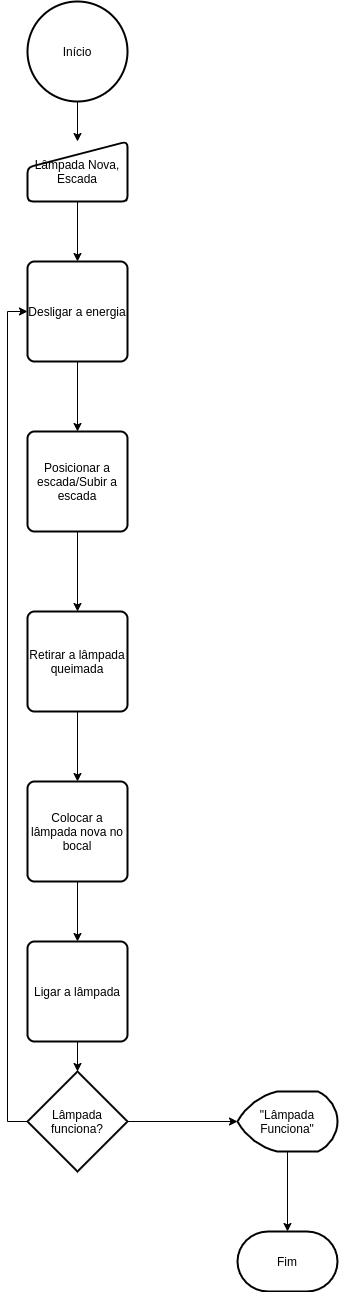 Início
Lâmpada Nova,
Escada
Desligar a energia
Posicionar a
escada/Subir a
escada
Retirar a lâmpada
queimada
Colocar a
lâmpada nova no
bocal
Ligar a lâmpada
Lâmpada
funciona?
"Lâmpada
Funciona"
Fim